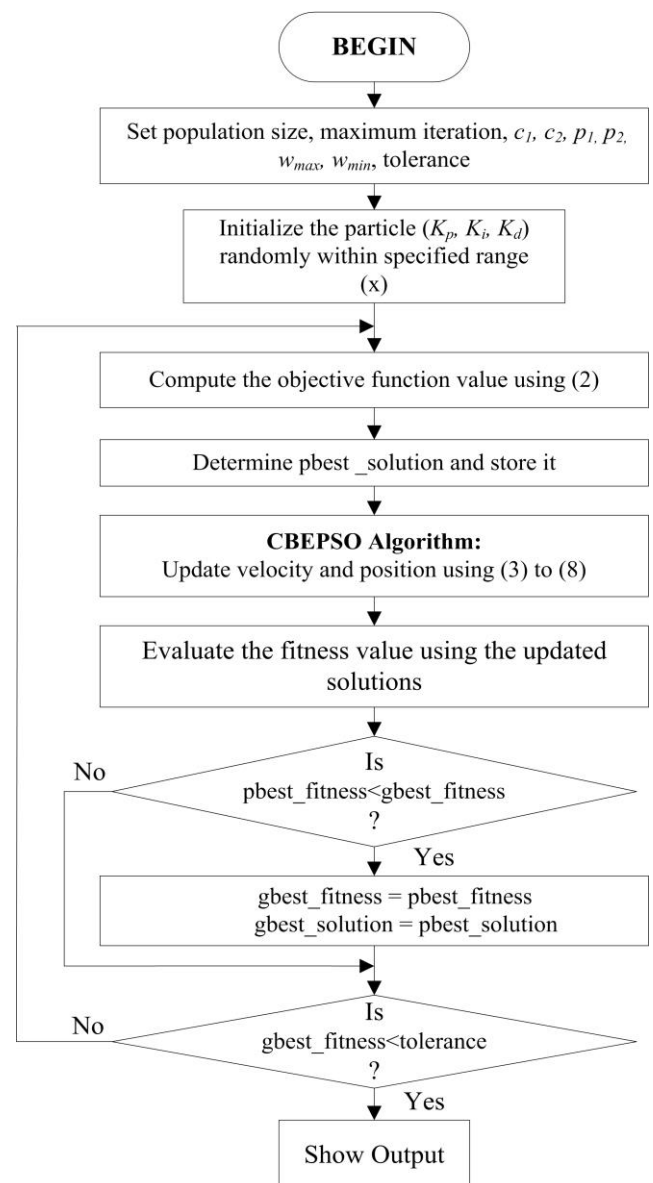 BEGIN
Set population size, maximum iteration, c1, c2, p1, p2,
wmax, wmin, tolerance
Initialize the particle (Kp, Ki, Kd)
randomly within specified range
(x)
Compute the objective function value using (2)
Determine pbest _solution and store it
CBEPSO Algorithm:
Update velocity and position using (3) to (8)
Evaluate the fitness value using the updated
solutions
No
Is
pbest_fitness<gbest_fitness
?
Yes
gbest_fitness = pbest_fitness
gbest_solution = pbest_solution
No
Is
gbest_fitness<tolerance
?
Yes
Show Output